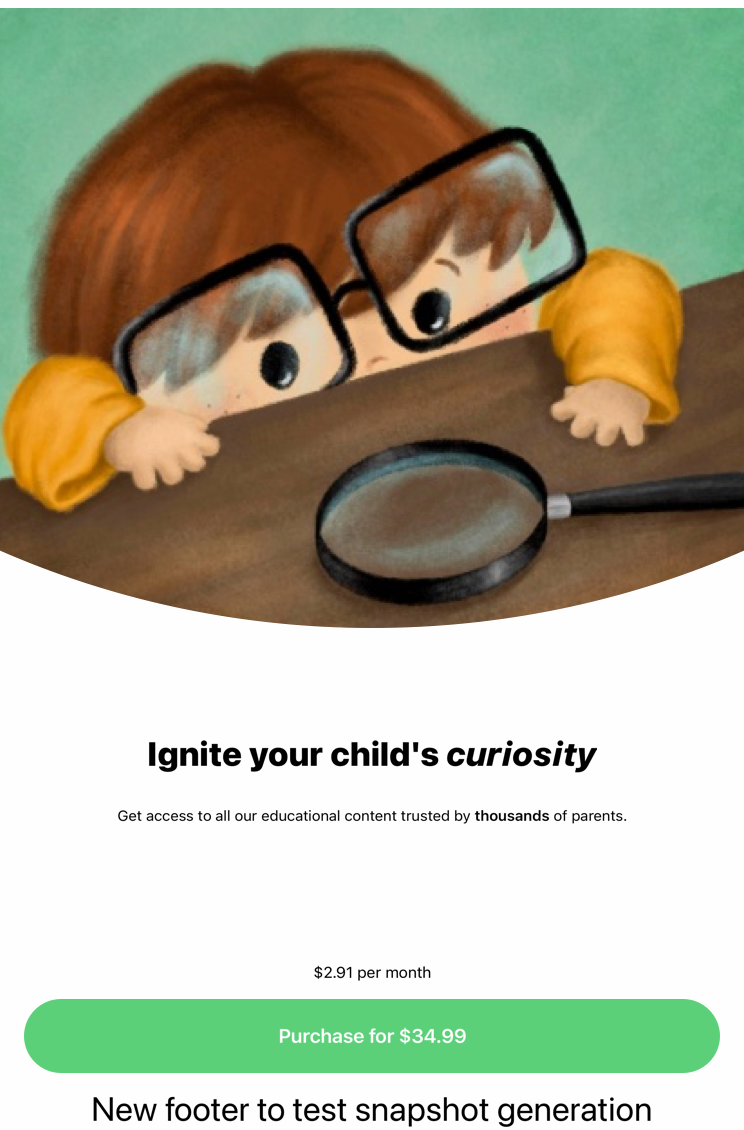 Ignite your child's curiosity
Get access to all our educational content trusted by thousands of parents.
$2.91 per month
Purchase for $34.99
New footer to test snapshot generation